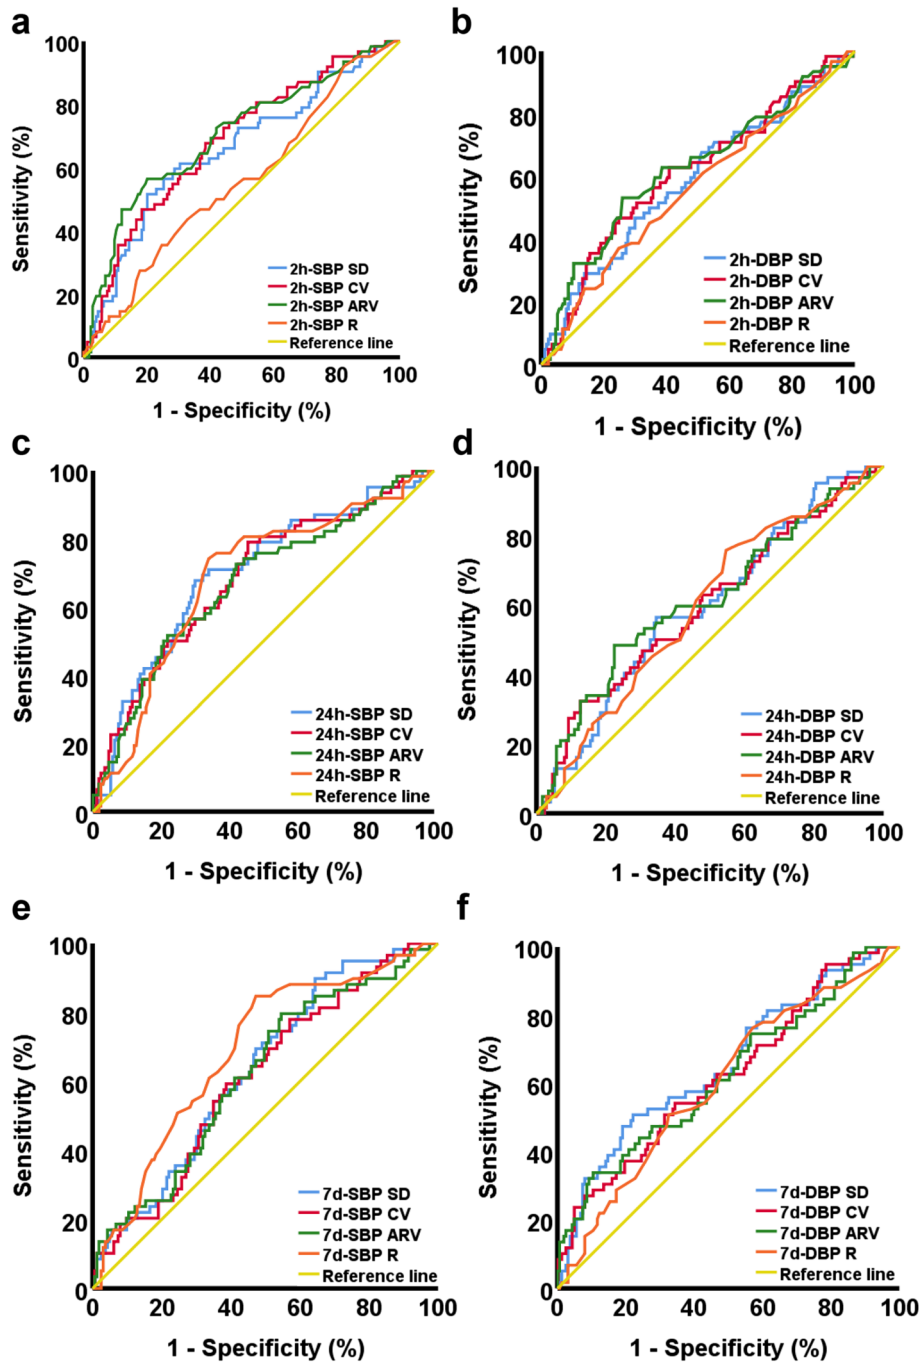 a
100
80
60
40
20
0
Sensitivity (%)
2h-SBP SD
2h-SBP CV
2h-SBP ARV
2h-SBP R
Reference line
0 20 40 60 80 100
1 - Specificity (%)
b
100
80
60
40
20
0
Sensitivity (%)
2h-DBP SD
2h-DBP CV
2h-DBP ARV
2h-DBP R
Reference line
0 20 40 60 80 100
1 - Specificity (%)
c
100
80
60
40
20
0
Sensitivity (%)
24h-SBP SD
24h-SBP CV
24h-SBP ARV
24h-SBP R
Reference line
0 20 40 60 80 100
1 - Specificity (%)
d
100
80
60
40
20
0
Sensitivity (%)
24h-DBP SD
24h-DBP CV
24h-DBP ARV
24h-DBP R
Reference line
0 20 40 60 80 100
1 - Specificity (%)
e
100
80
60
40
20
0
Sensitivity (%)
7d-SBP SD
7d-SBP CV
7d-SBP ARV
7d-SBP R
Reference line
0 20 40 60 80 100
1 - Specificity (%)
f
100
80
60
40
20
0
Sensitivity (%)
7d-DBP SD
7d-DBP CV
7d-DBP ARV
7d-DBP R
Reference line
0 20 40 60 80 100
1 - Specificity (%)